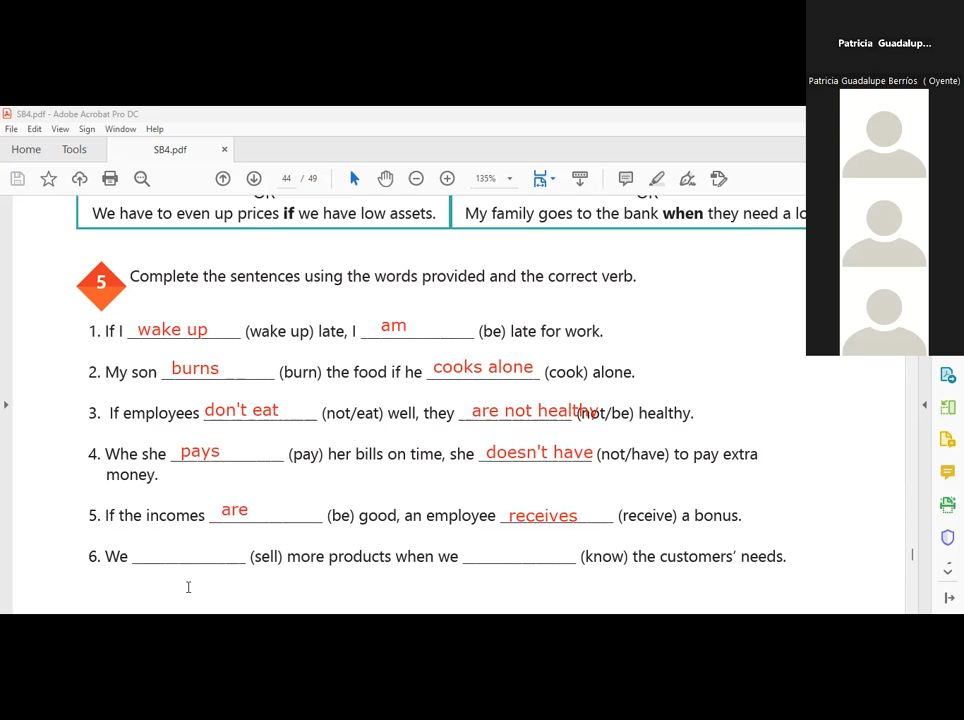 Patricia Guadalup...
Patricia Guadalupe Berríos ( Oyente)
SB4.pdf - Adobe Acrobat Pro DC
File Edit View Sign Window Help
Home Tools SB4.pdf ×
44 / 49 135%
OR OR
We have to even up prices if we have low assets. My family goes to the bank when they need a lo
5 Complete the sentences using the words provided and the correct verb.
1. If I wake up (wake up) late, I am (be) late for work.
2. My son burns (burn) the food if he cooks alone (cook) alone.
3. If employees don't eat (not/eat) well, they are not healthy (not/be) healthy.
4. Whe she pays (pay) her bills on time, she doesn't have (not/have) to pay extra
money.
5. If the incomes are (be) good, an employee receives (receive) a bonus.
6. We ______________ (sell) more products when we ______________ (know) the customers' needs.